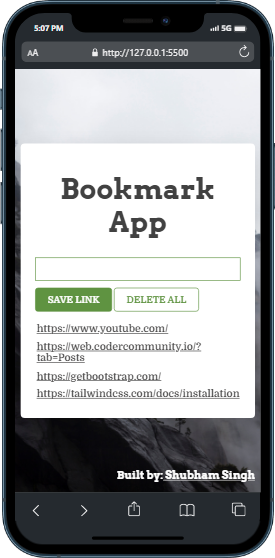 5:07 PM 5G
AA http://127.0.0.1:5500
Bookmark
App
SAVE LINK DELETE ALL
https://www.youtube.com/
https://web.codercommunity.io/?
tab=Posts
https://getbootstrap.com/
https://tailwindcss.com/docs/installation
Built by: Shubham Singh